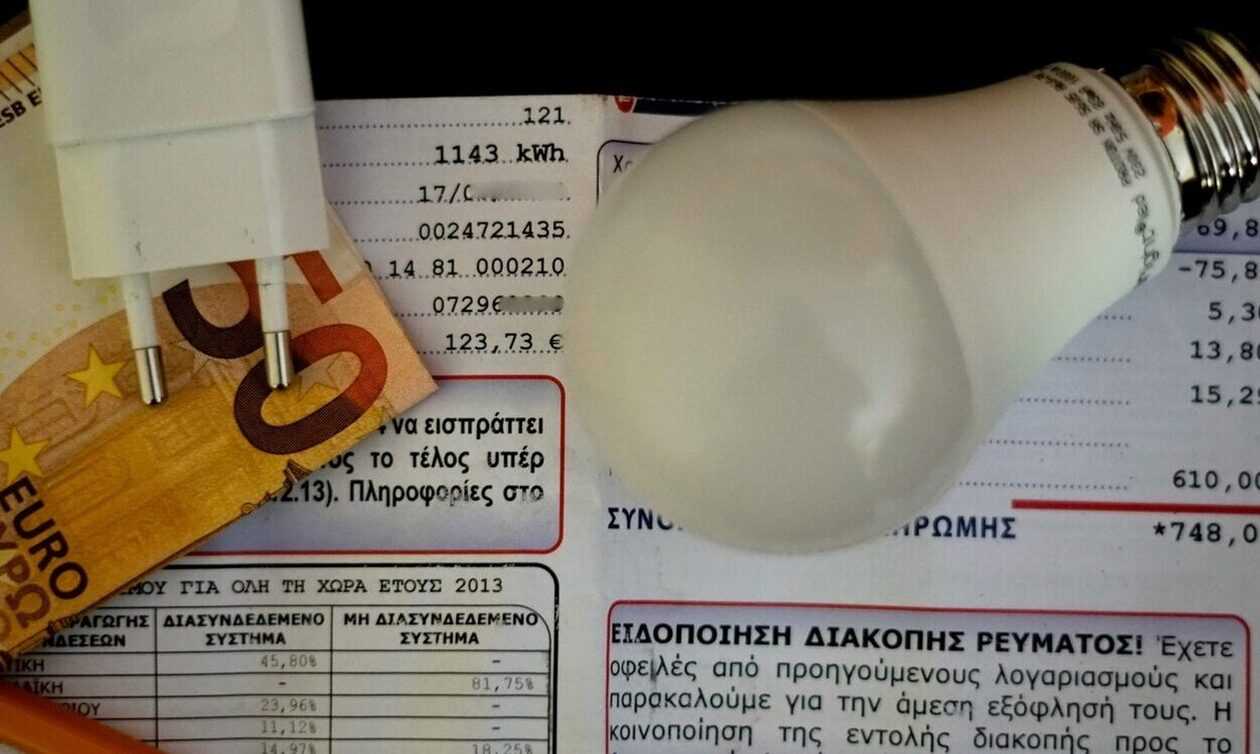 50
EURO
ΕΥΡΩ
121
1143 kWh
17/0
0024721435
14 81 000210
0729
123,73 €
να εισπράττει
το τέλος υπέρ
2.13). Πληροφορίες στο
ΓΙΑ ΟΛΗ ΤΗ ΧΩΡΑ ΕΤΟΥΣ 2013
ΔΙΑΣΥΝΔΕΔΕΜΕΝΟ ΜΗ ΔΙΑΣΥΝΔΕΔΕΜΕΝΟ
ΣΥΣΤΗΜΑ ΣΥΣΤΗΜΑ
45,80% -
- 81,75%
23,96% -
11,12% -
14,97% 18,25%
69,8
-75,8
5,30
13,80
15,29
610,00
ΠΛΗΡΩΜΗΣ
*748,0
ΕΙΔΟΠΟΙΗΣΗ ΔΙΑΚΟΠΗΣ ΡΕΥΜΑΤΟΣ! Έχετε
οφειλές από προηγούμενους λογαριασμούς και
παρακαλούμε για την άμεση εξόφλησή τους. Η
κοινοποίηση της εντολής διακοπής προς το